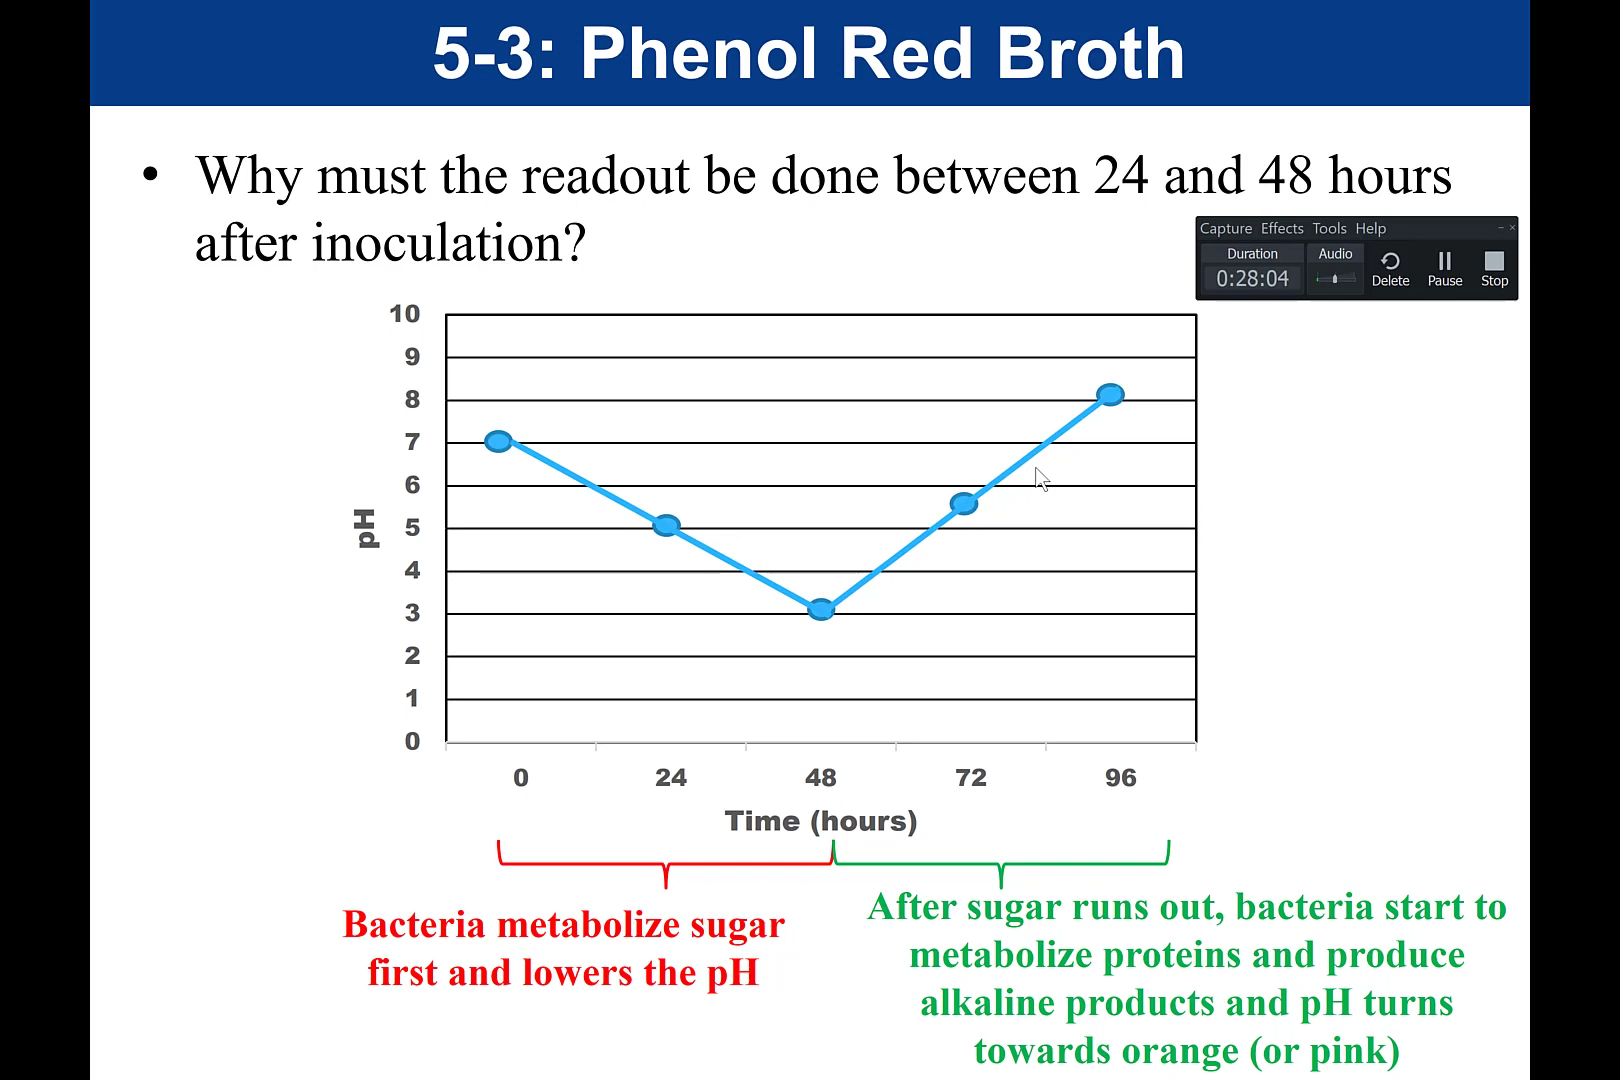 5-3: Phenol Red Broth
• Why must the readout be done between 24 and 48 hours
after inoculation?
Capture Effects Tools Help
Duration
Audio
0:28:04
Delete
Pause
Stop
10
9
8
7
6
5
4
3
2
1
0
pH
0 24 48 72 96
Time (hours)
Bacteria metabolize sugar
first and lowers the pH
After sugar runs out, bacteria start to
metabolize proteins and produce
alkaline products and pH turns
towards orange (or pink)